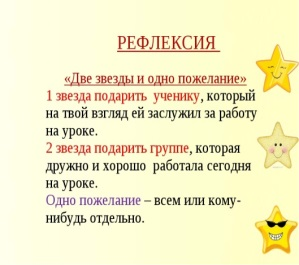 РЕФЛЕКСИЯ
«Две звезды и одно пожелание»
1 звезда подарить ученику, который
на твой взгляд ей заслужил за работу
на уроке.
2 звезда подарить группе, которая
дружно и хорошо работала сегодня
на уроке.
Одно пожелание – всем или кому-
нибудь отдельно.